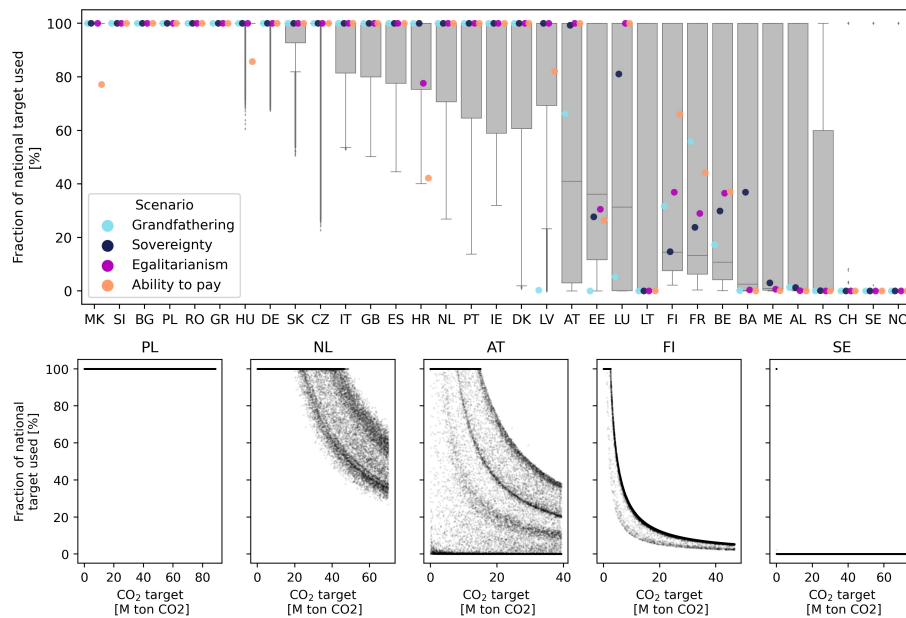 Fraction of national target used
[%]
100
80
60
40
20
0
Scenario
Grandfathering
Sovereignty
Egalitarianism
Ability to pay
MK SI BG PL RO GR HU DE SK CZ IT GB ES HR NL PT IE DK LV AT EE LU LT FI FR BE BA ME AL RS CH SE NO
PL
NL
AT
FI
SE
Fraction of national
target used [%]
100
80
60
40
20
0
0 20 40 60 80
0 20 40 60
0 20 40
0 20 40
0 20 40 60
CO₂ target
[M ton CO2]
CO₂ target
[M ton CO2]
CO₂ target
[M ton CO2]
CO₂ target
[M ton CO2]
CO₂ target
[M ton CO2]